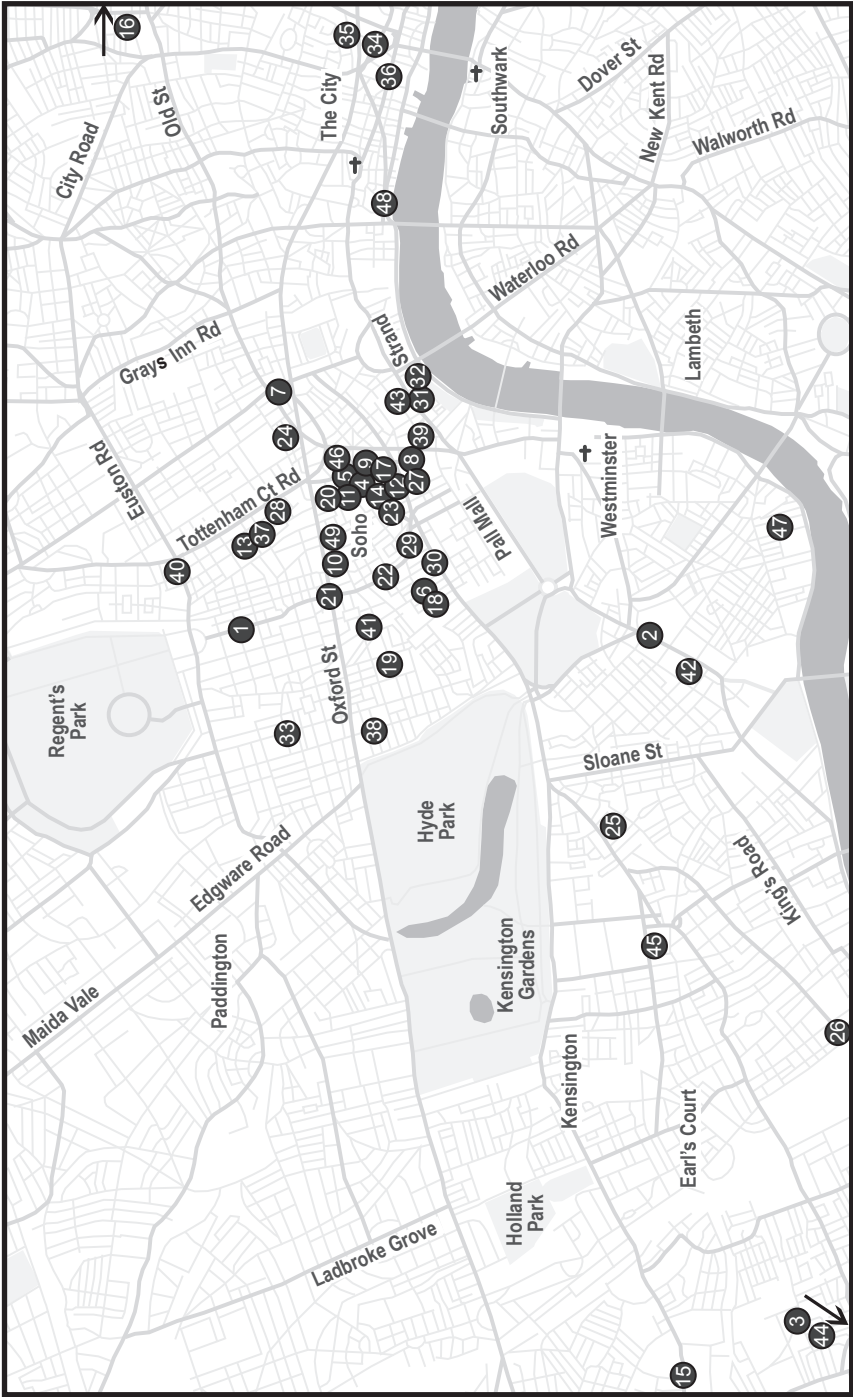 Maida Vale
Regent's
Park
City Road
16
Euston Rd
Old St
Grays Inn Rd
40
Paddington
Edgware Road
1
13
37
Tottenham Ct Rd
28
24
7
33
Ladbroke Grove
Oxford St
21
10
49
20
11
5
46
The City
35
34
36
38
19
41
22
Soho
23
14
4
12
17
9
48
Hyde
Park
18
6
30
29
27
8
39
43
31
32
Strand
Pall Mall
Holland
Park
Kensington
Gardens
Southwark
Waterloo Rd
Kensington
Sloane St
Westminster
Dover St
25
45
2
New Kent Rd
Earl's Court
42
Lambeth
Walworth Rd
15
King's Road
47
3
44
26